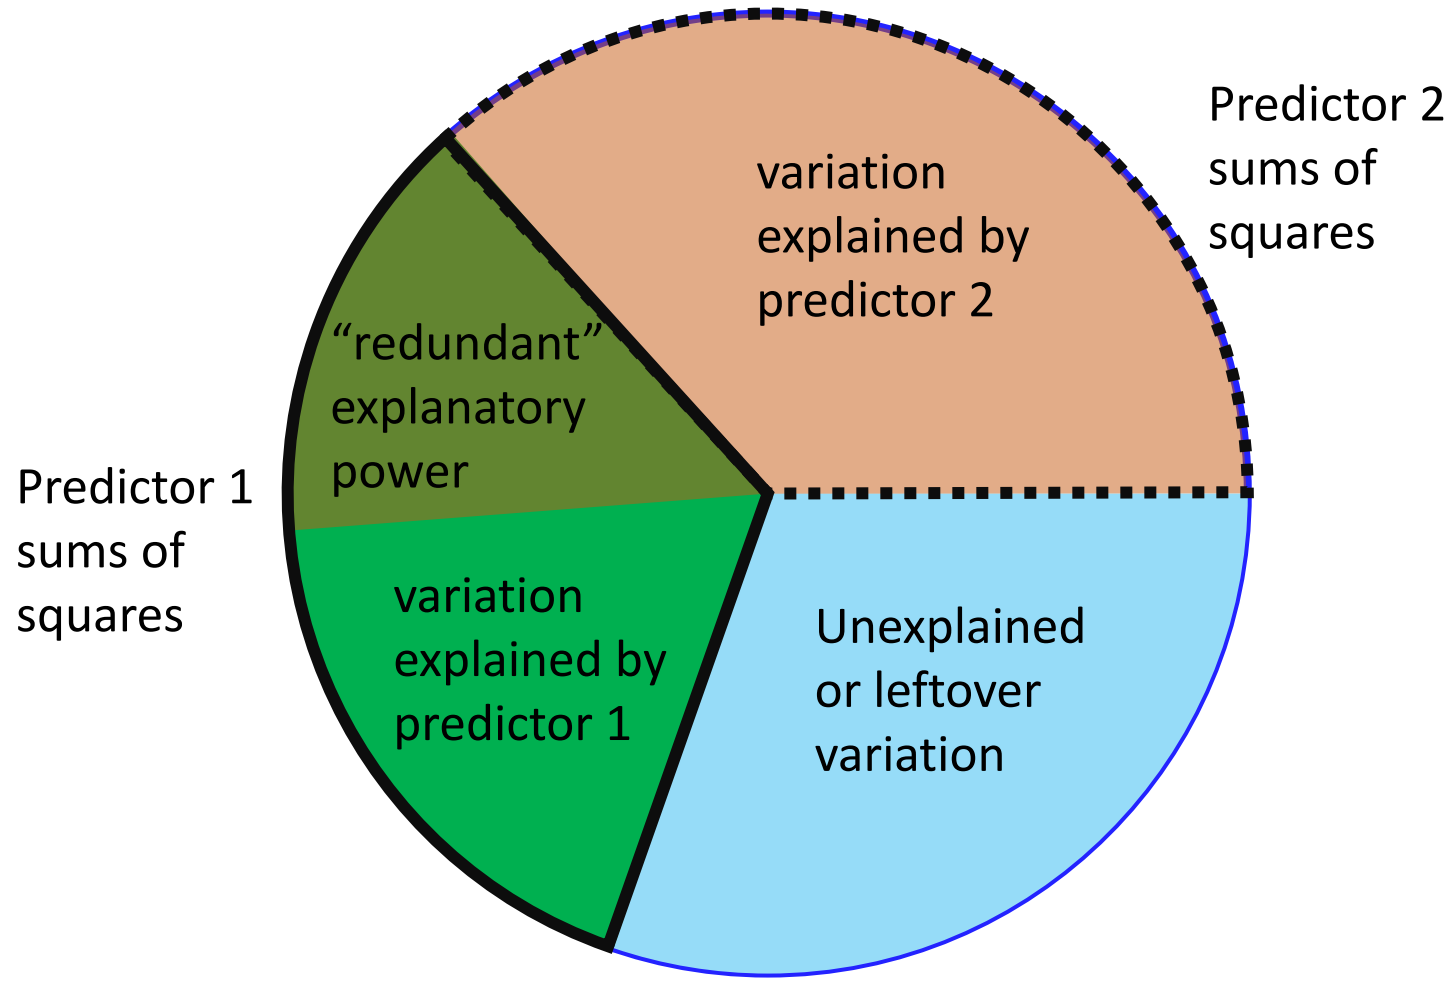 Predictor 2
sums of
squares
variation
explained by
predictor 2
“redundant”
explanatory
power
Predictor 1
sums of
squares
variation
explained by
predictor 1
Unexplained
or leftover
variation